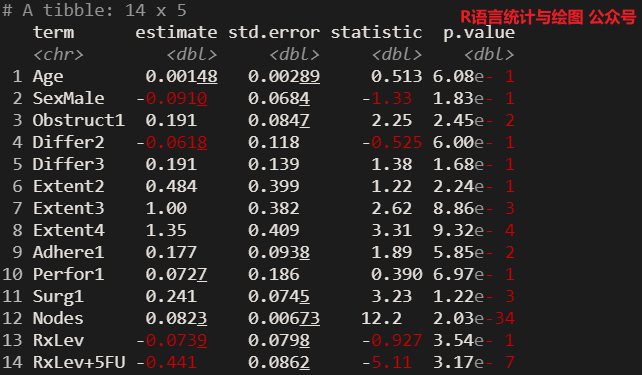 # A tibble: 14 x 5
R语言统计与绘图 公众号
term estimate std.error statistic p.value
<chr> <dbl> <dbl> <dbl> <dbl>
1 Age 0.00148 0.00289 0.513 6.08e- 1
2 SexMale -0.0910 0.0684 -1.33 1.83e- 1
3 Obstruct1 0.191 0.0847 2.25 2.45e- 2
4 Differ2 -0.0618 0.118 -0.525 6.00e- 1
5 Differ3 0.191 0.139 1.38 1.68e- 1
6 Extent2 0.484 0.399 1.22 2.24e- 1
7 Extent3 1.00 0.382 2.62 8.86e- 3
8 Extent4 1.35 0.409 3.31 9.32e- 4
9 Adhere1 0.177 0.0938 1.89 5.85e- 2
10 Perfor1 0.0727 0.186 0.390 6.97e- 1
11 Surg1 0.241 0.0745 3.23 1.22e- 3
12 Nodes 0.0823 0.00673 12.2 2.03e-34
13 RxLev -0.0739 0.0798 -0.927 3.54e- 1
14 RxLev+5FU -0.441 0.0862 -5.11 3.17e- 7